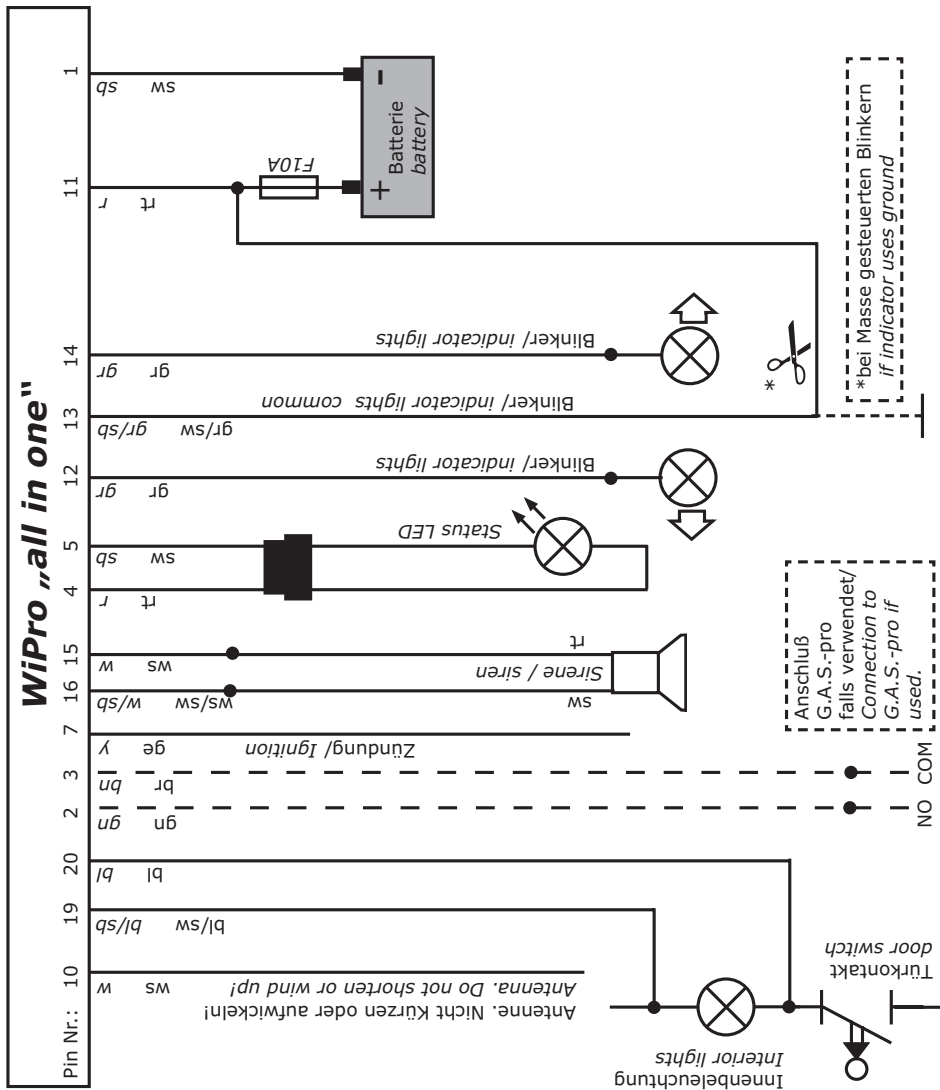 WiPro „all in one“
Pin Nr.: 10 19 20 2 3 7 16 15 4 5 12 13 14 11 1
w ws
bl/sb bl/sw
bl bl
gn gn
bn br
y ge
w/sb ws/sw
w ws
r rt
sb sw
gr gr
gr/sb gr/sw
gr gr
r rt
sb sw
Antenne. Nicht Kürzen oder aufwickeln!
Antenna. Do not shorten or wind up!
Zündung/ Ignition
Sirene / siren
sw
rt
Status LED
Blinker/ indicator lights
Blinker/ indicator lights common
Blinker/ indicator lights
F10A
+ -
Batterie
battery
Innenbeleuchtung
Interior lights
Türkontakt
door switch
NO COM
Anschluß
G.A.S.-pro
falls verwendet/
Connection to
G.A.S.-pro if
used.
*
*bei Masse gesteuerten Blinkern
if indicator uses ground